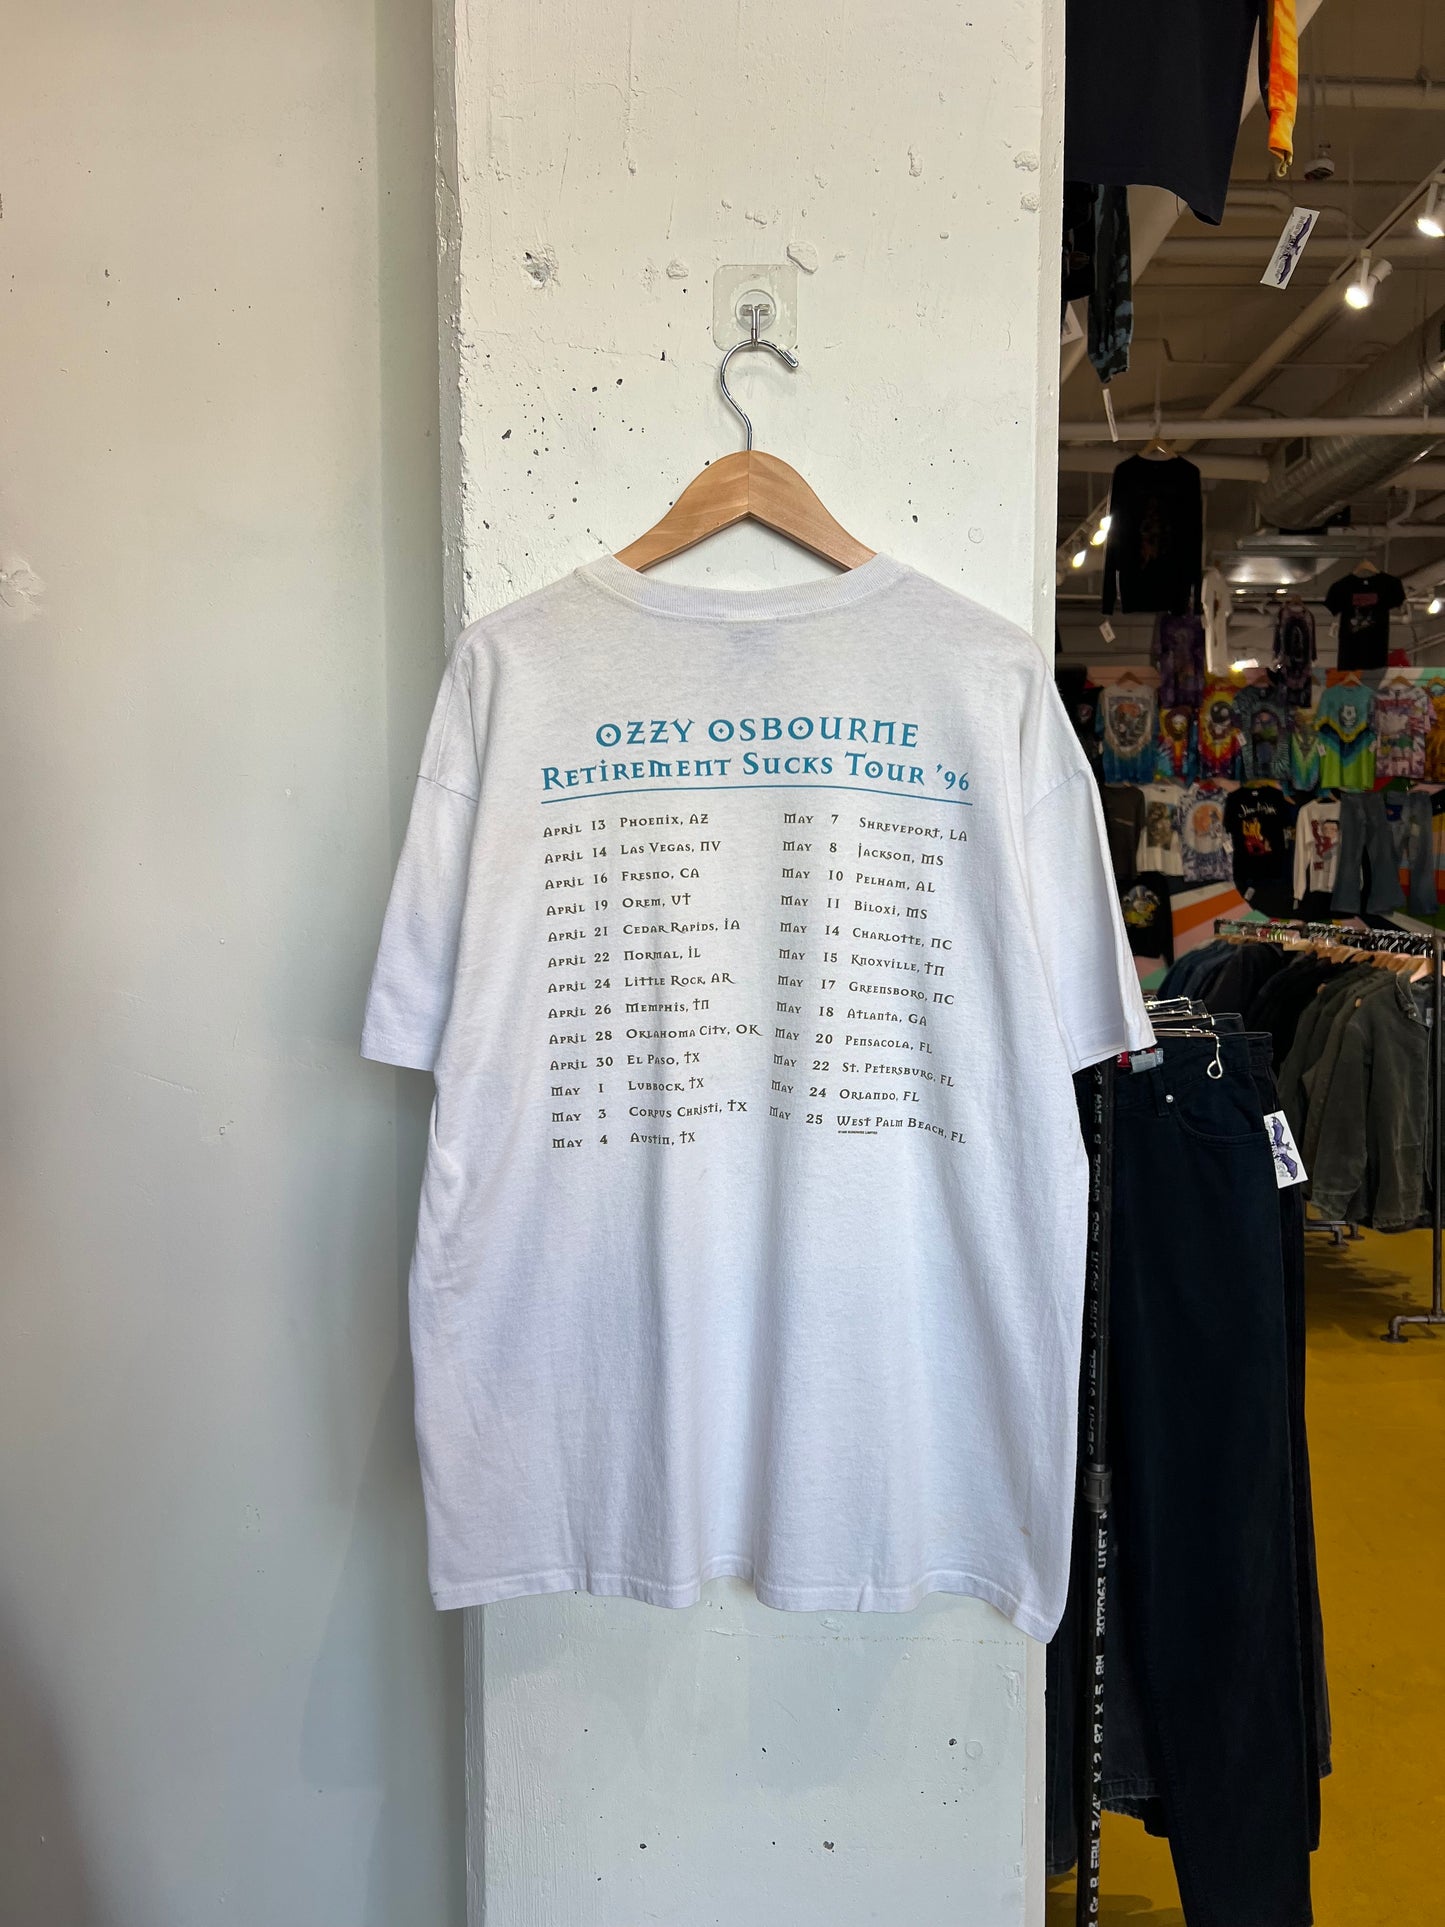 OZZY OSBOURNE
RETIREMENT SUCKS TOUR '96
APRIL 13 PHOENIX, AZ
APRIL 14 LAS VEGAS, NV
APRIL 16 FRESNO, CA
APRIL 19 OREM, UT
APRIL 21 CEDAR RAPIDS, IA
APRIL 22 NORMAL, IL
APRIL 24 LITTLE ROCK, AR
APRIL 26 MEMPHIS, TN
APRIL 28 OKLAHOMA CITY, OK
APRIL 30 EL PASO, TX
MAY 1 LUBBOCK, TX
MAY 3 CORPUS CHRISTI, TX
MAY 4 AUSTIN, TX
MAY 7 SHREVEPORT, LA
MAY 8 JACKSON, MS
MAY 10 PELHAM, AL
MAY 11 BILOXI, MS
MAY 14 CHARLOTTE, NC
MAY 15 KNOXVILLE, TN
MAY 17 GREENSBORO, NC
MAY 18 ATLANTA, GA
MAY 20 PENSACOLA, FL
MAY 22 ST. PETERSBURG, FL
MAY 24 ORLANDO, FL
MAY 25 WEST PALM BEACH, FL